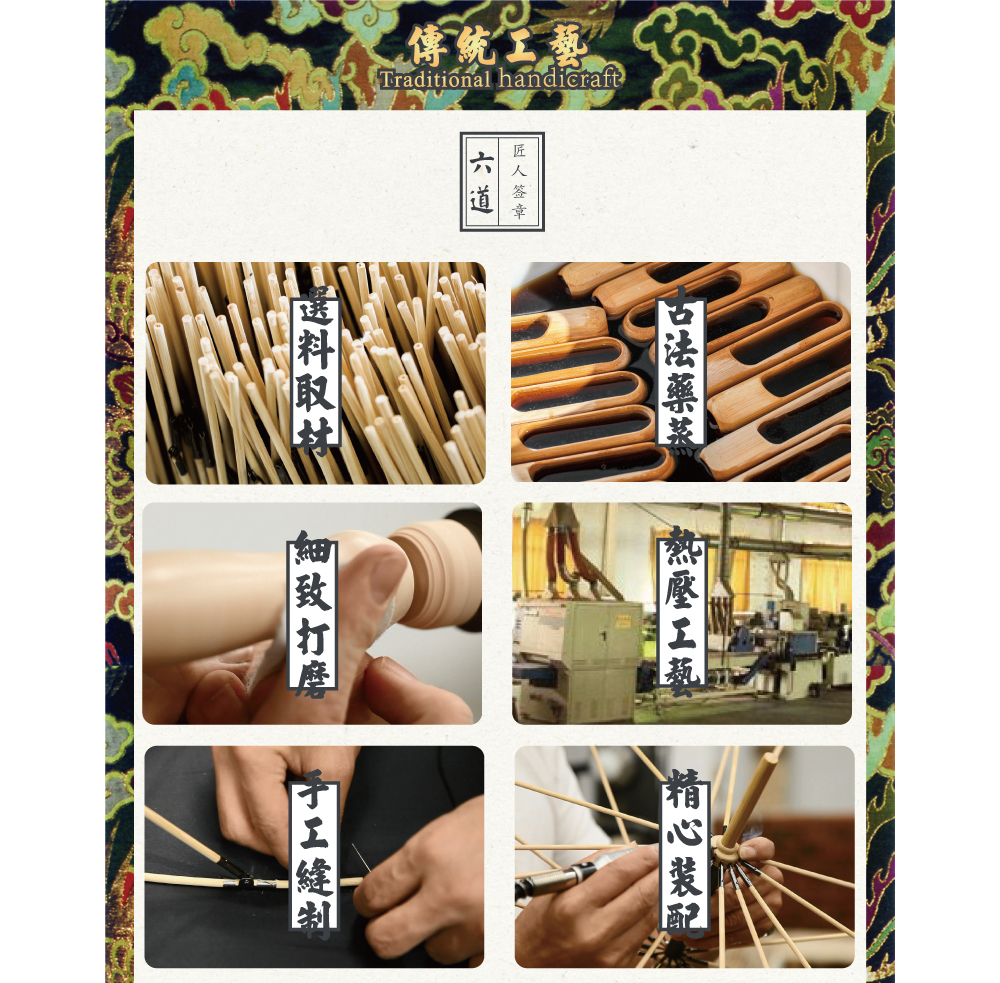 傳統工藝
Traditional handicraft
匠人签章
六道
選料取材
古法藥蒸
細致打磨
熱壓工藝
手工縫制
精心裝配